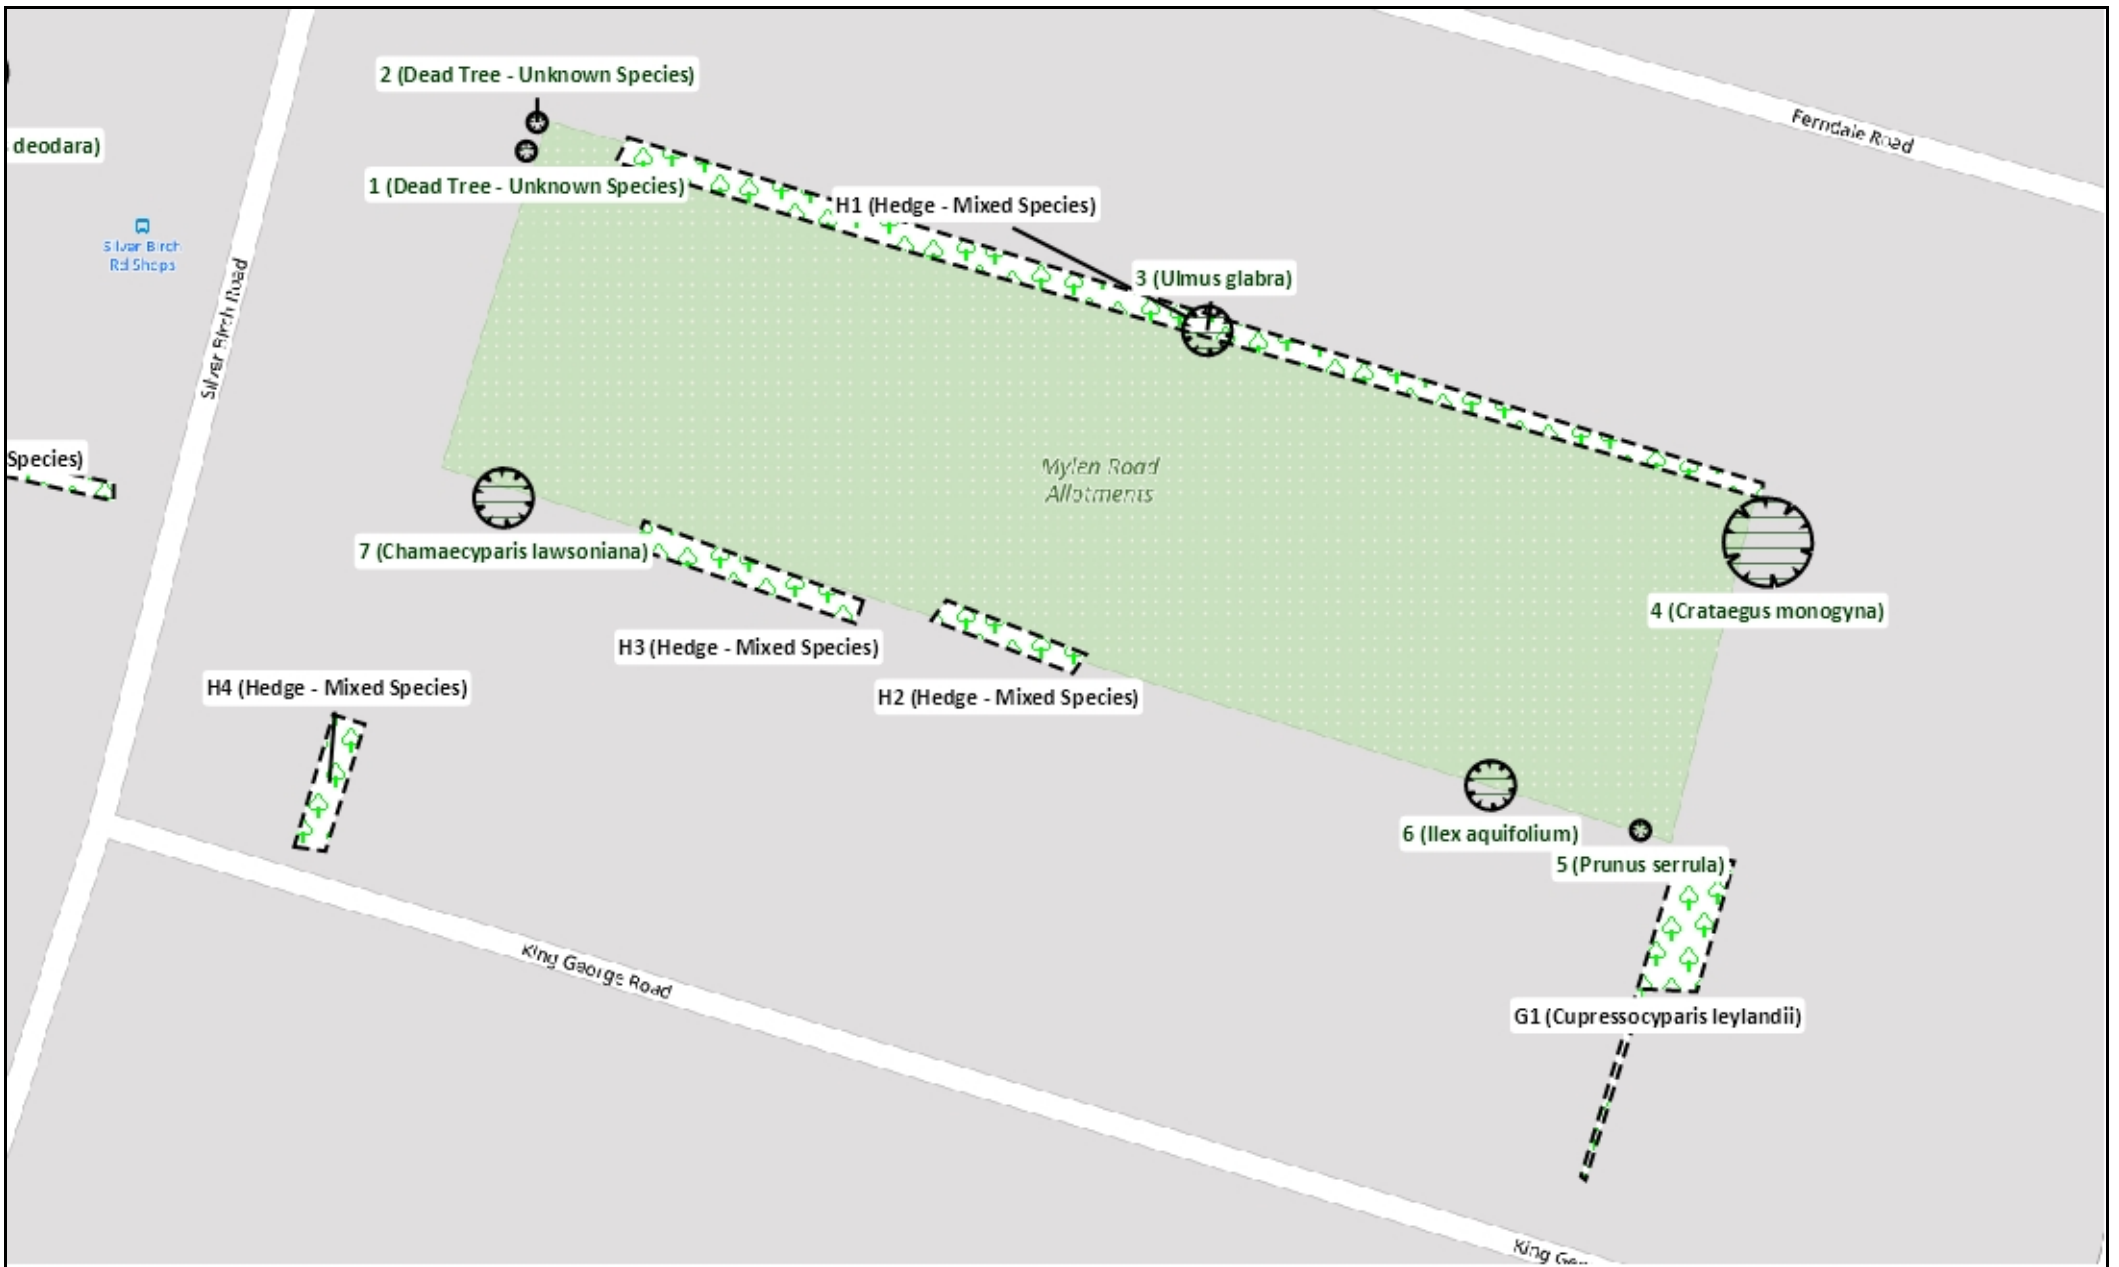 2 (Dead Tree - Unknown Species)
Ferndale Road
deodara)
1 (Dead Tree - Unknown Species)
H1 (Hedge - Mixed Species)
Silver Birch
Rd Shops
3 (Ulmus glabra)
Silver Birch Road
Species)
Mylen Road
Allotments
7 (Chamaecyparis lawsoniana)
4 (Crataegus monogyna)
H3 (Hedge - Mixed Species)
H4 (Hedge - Mixed Species)
H2 (Hedge - Mixed Species)
6 (Ilex aquifolium)
5 (Prunus serrula)
King George Road
G1 (Cupressocyparis leylandii)
King